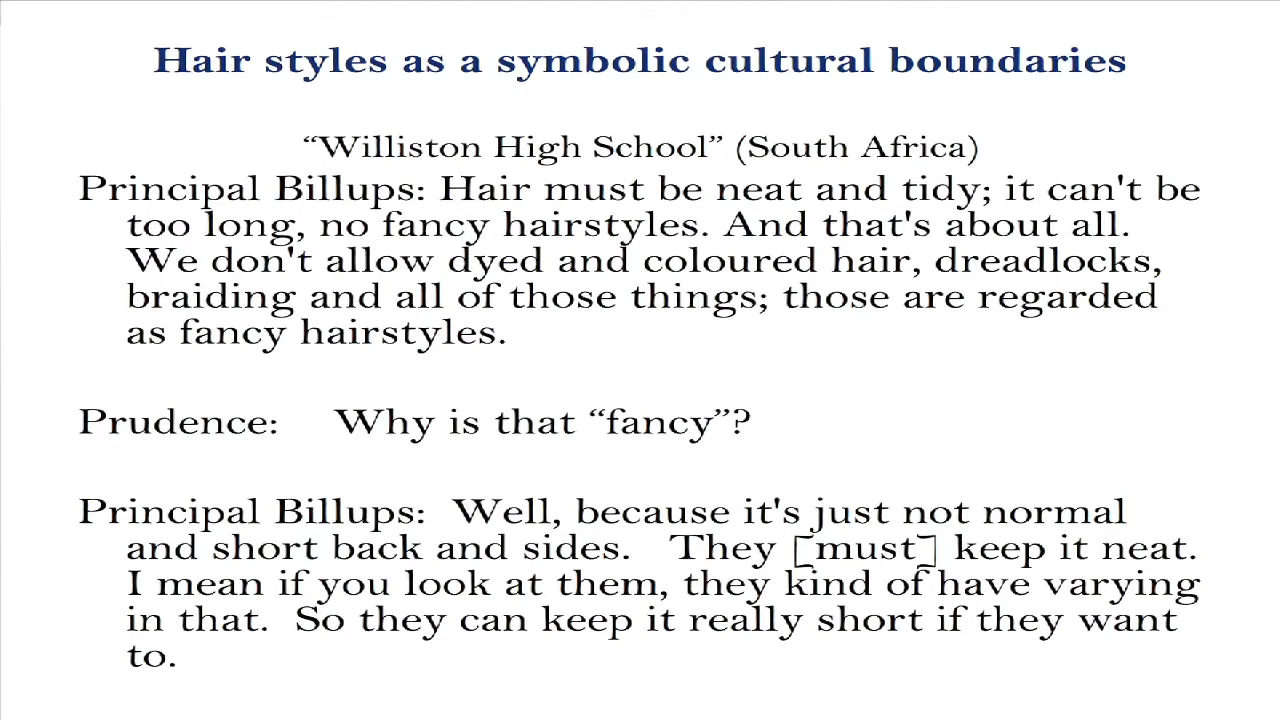 Hair styles as a symbolic cultural boundaries
“Williston High School” (South Africa)
Principal Billups: Hair must be neat and tidy; it can't be
too long, no fancy hairstyles. And that's about all.
We don't allow dyed and coloured hair, dreadlocks,
braiding and all of those things; those are regarded
as fancy hairstyles.
Prudence: Why is that “fancy”?
Principal Billups: Well, because it's just not normal
and short back and sides. They [must] keep it neat.
I mean if you look at them, they kind of have varying
in that. So they can keep it really short if they want
to.